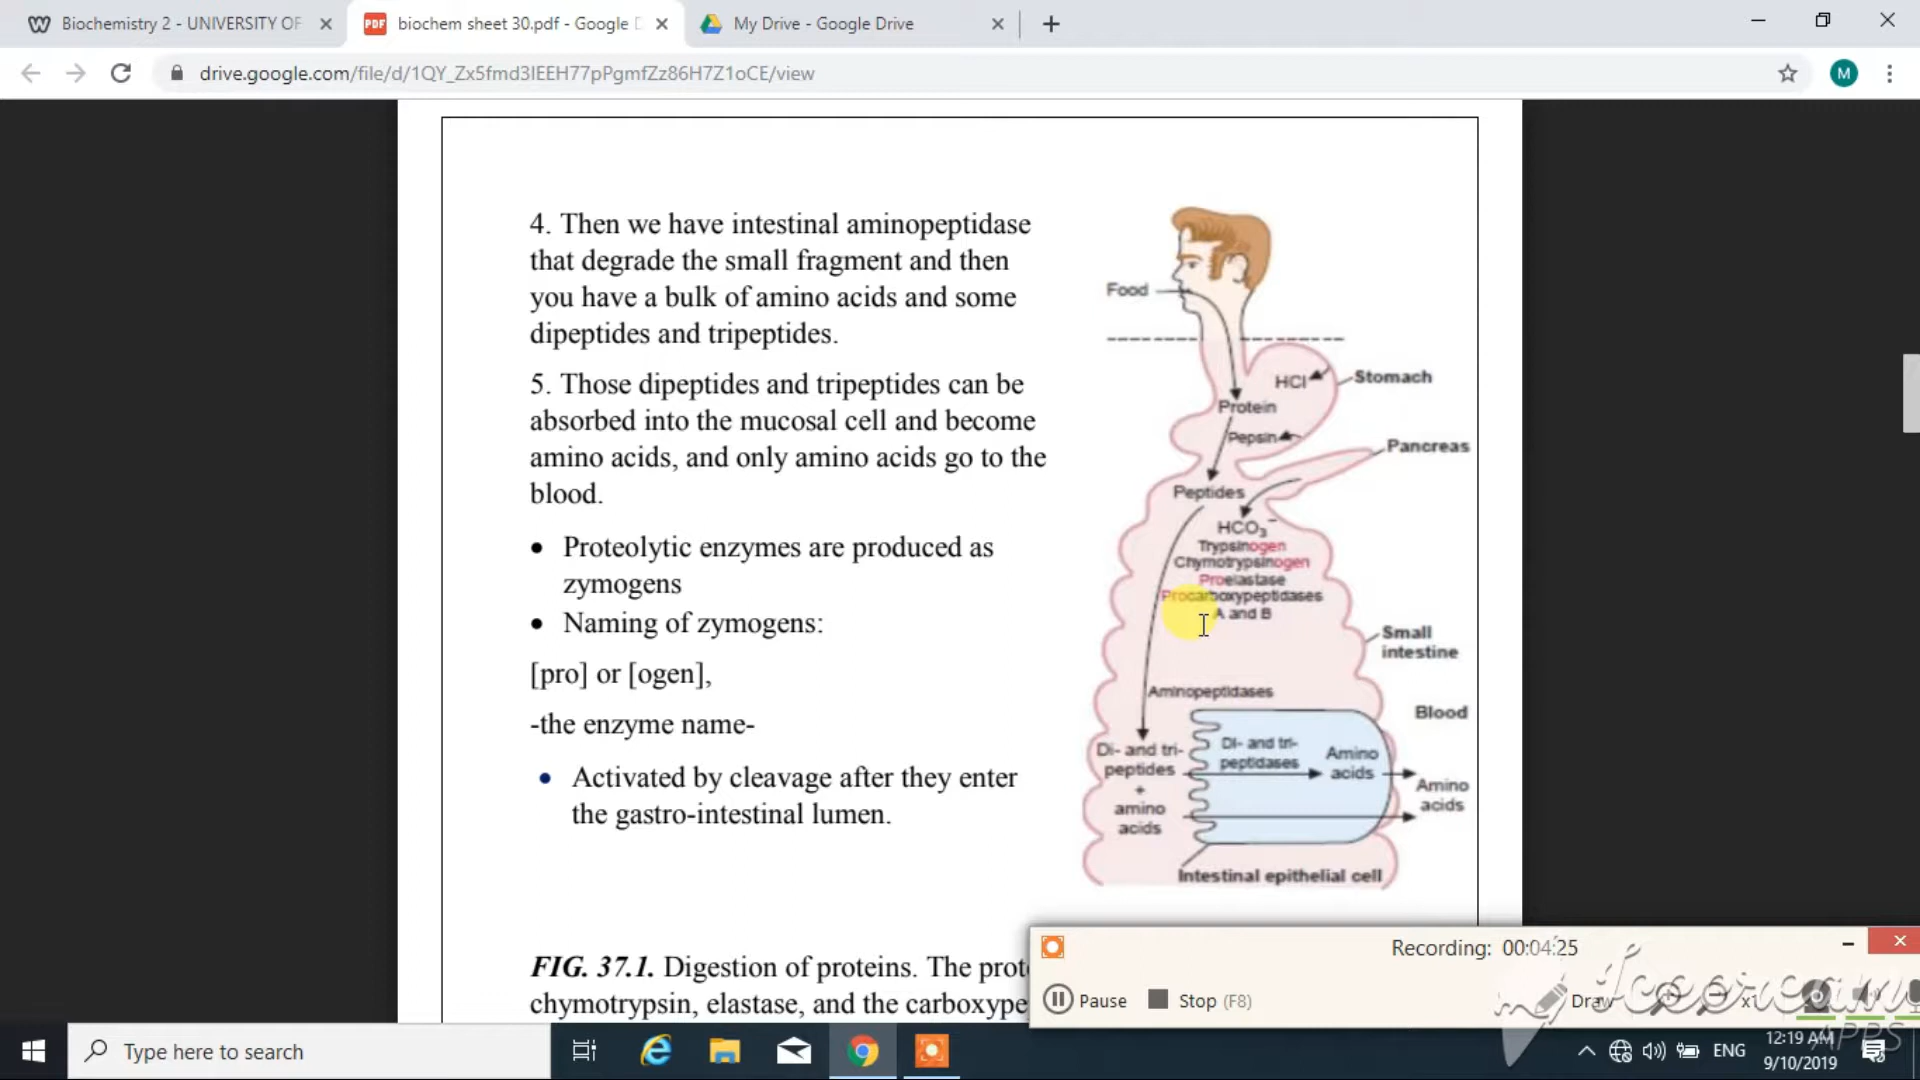 Biochemistry 2 - UNIVERSITY OF
biochem sheet 30.pdf - Google D
My Drive - Google Drive
drive.google.com/file/d/1QY_Zx5fmd3IEEH77pPgmfZz86H7Z1oCE/view
M
4. Then we have intestinal aminopeptidase
that degrade the small fragment and then
you have a bulk of amino acids and some
dipeptides and tripeptides.
5. Those dipeptides and tripeptides can be
absorbed into the mucosal cell and become
amino acids, and only amino acids go to the
blood.
• Proteolytic enzymes are produced as
zymogens
• Naming of zymogens:
[pro] or [ogen],
-the enzyme name-
• Activated by cleavage after they enter
the gastro-intestinal lumen.
Food
HCl
Stomach
Protein
Pepsin
Pancreas
Peptides
HCO3-
Trypsinogen
Chymotrypsinogen
Proelastase
Procarboxypeptidases
A and B
Small
intestine
Aminopeptidases
Blood
Di- and tri-
peptides
+
amino
acids
Di- and tri-
peptidases
Amino
acids
Amino
acids
Intestinal epithelial cell
FIG. 37.1. Digestion of proteins. The prot
chymotrypsin, elastase, and the carboxype
Recording: 00:04:25
Pause
Stop (F8)
Draw
x1
Icecream
APPS
Type here to search
ENG
12:19 AM
9/10/2019